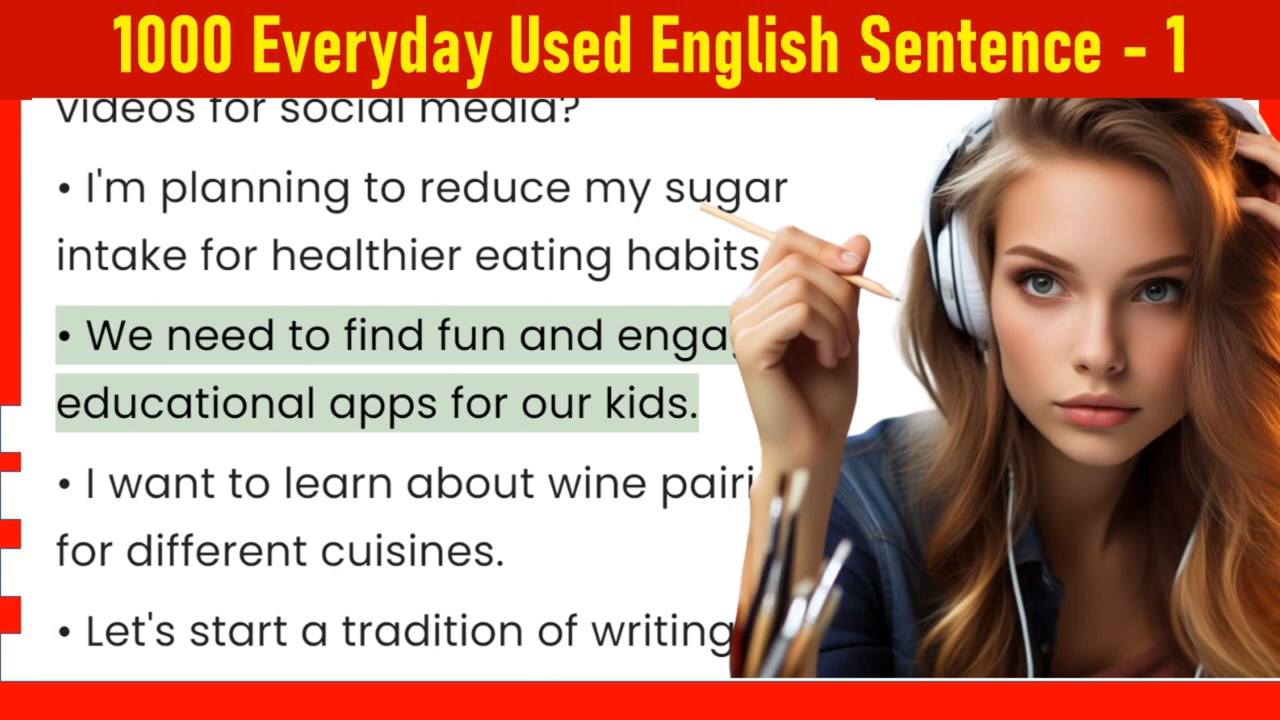 1000 Everyday Used English Sentence - 1
videos for social media?
• I'm planning to reduce my sugar
intake for healthier eating habits
• We need to find fun and
educational apps for our kids.
• I want to learn about wine
for different cuisines.
• Let's start a tradition of writing